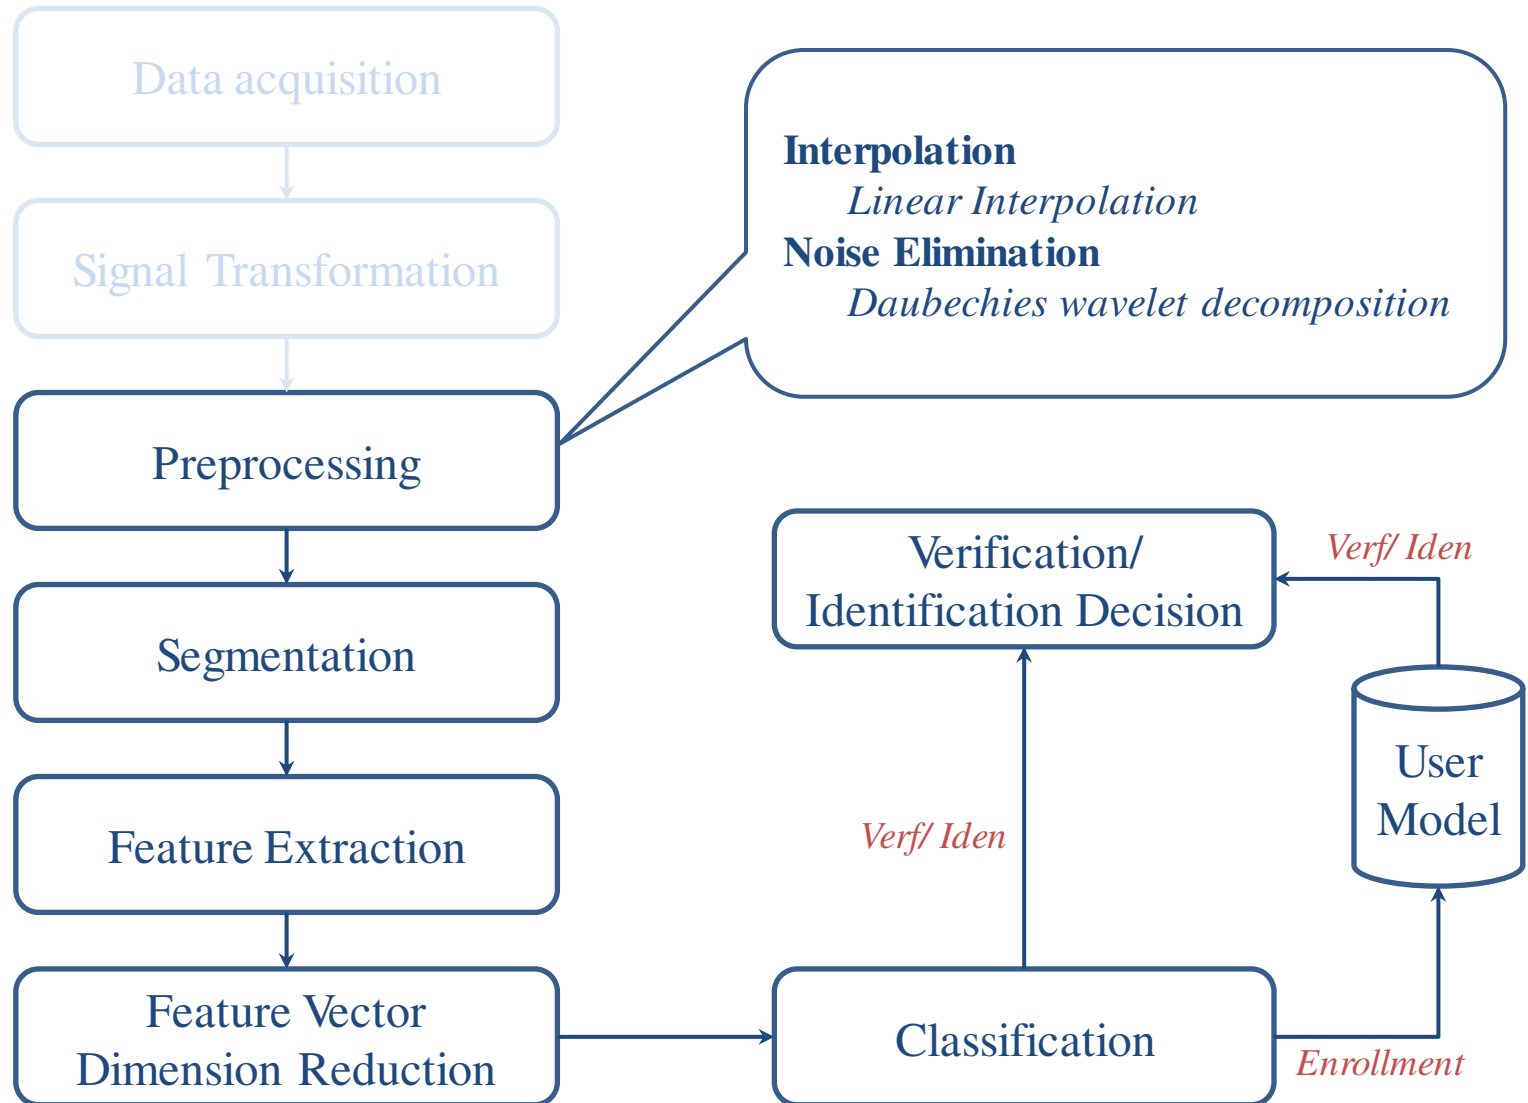 Data acquisition
Signal Transformation
Preprocessing
Segmentation
Feature Extraction
Feature Vector
Dimension Reduction
Interpolation
Linear Interpolation
Noise Elimination
Daubechies wavelet decomposition
Verification/
Identification Decision
Verf/ Iden
User
Model
Verf/ Iden
Classification
Enrollment